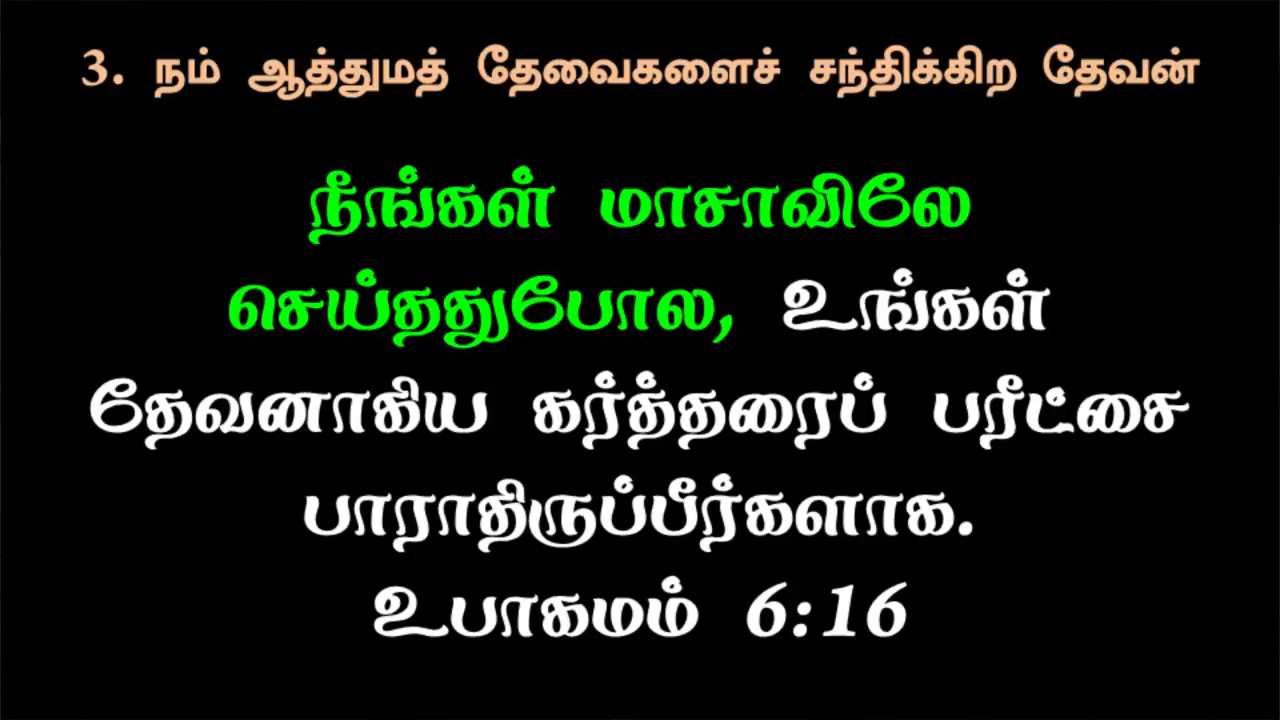 3. நம் ஆத்துமத் தேவைகளைச் சந்திக்கிற தேவன்
நீங்கள் மாசாவிலே
செய்ததுபோல, உங்கள்
தேவனாகிய கர்த்தரைப் பரீட்சை
பாராதிருப்பீர்களாக.
உபாகமம் 6:16